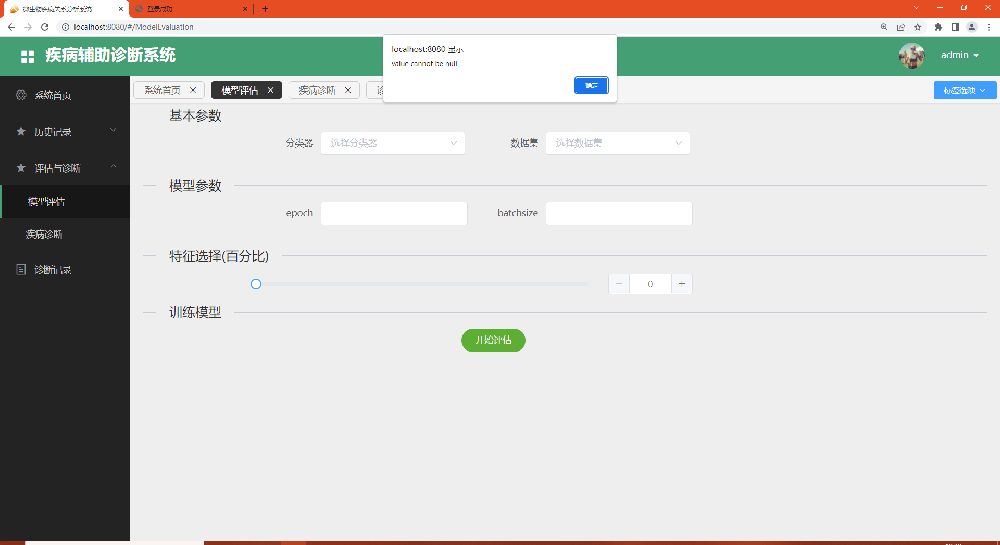 微生物疾病关系分析系统
登录成功
localhost:8080/#/ModelEvaluation
localhost:8080 显示
value cannot be null
确定
疾病辅助诊断系统
admin
系统首页
模型评估
疾病诊断
诊
标签选项
系统首页
历史记录
评估与诊断
模型评估
疾病诊断
诊断记录
基本参数
分类器
选择分类器
数据集
选择数据集
模型参数
epoch
batchsize
特征选择(百分比)
0
训练模型
开始评估